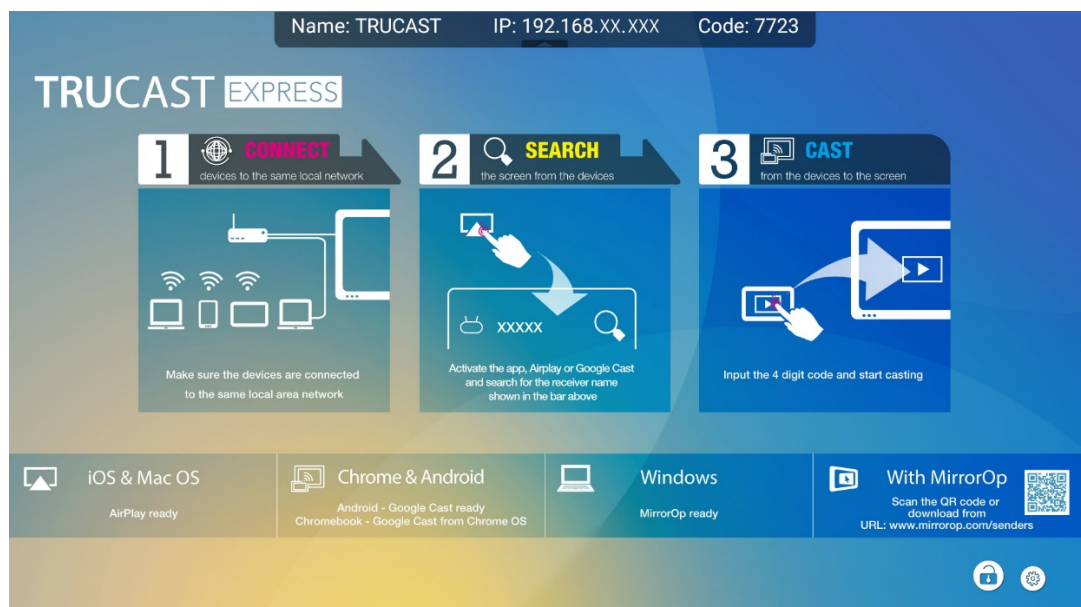 Name: TRUCAST IP: 192.168.XX.XXX Code: 7723
TRUCAST EXPRESS
1 CONNECT
devices to the same local network
2 SEARCH
the screen from the devices
3 CAST
from the devices to the screen
xxxxx
Make sure the devices are connected
to the same local area network
Activate the app, Airplay or Google Cast
and search for the receiver name
shown in the bar above
Input the 4 digit code and start casting
iOS & Mac OS
AirPlay ready
Chrome & Android
Android - Google Cast ready
Chromebook - Google Cast from Chrome OS
Windows
MirrorOp ready
With MirrorOp
Scan the QR code or
download from
URL: www.mirrorop.com/senders